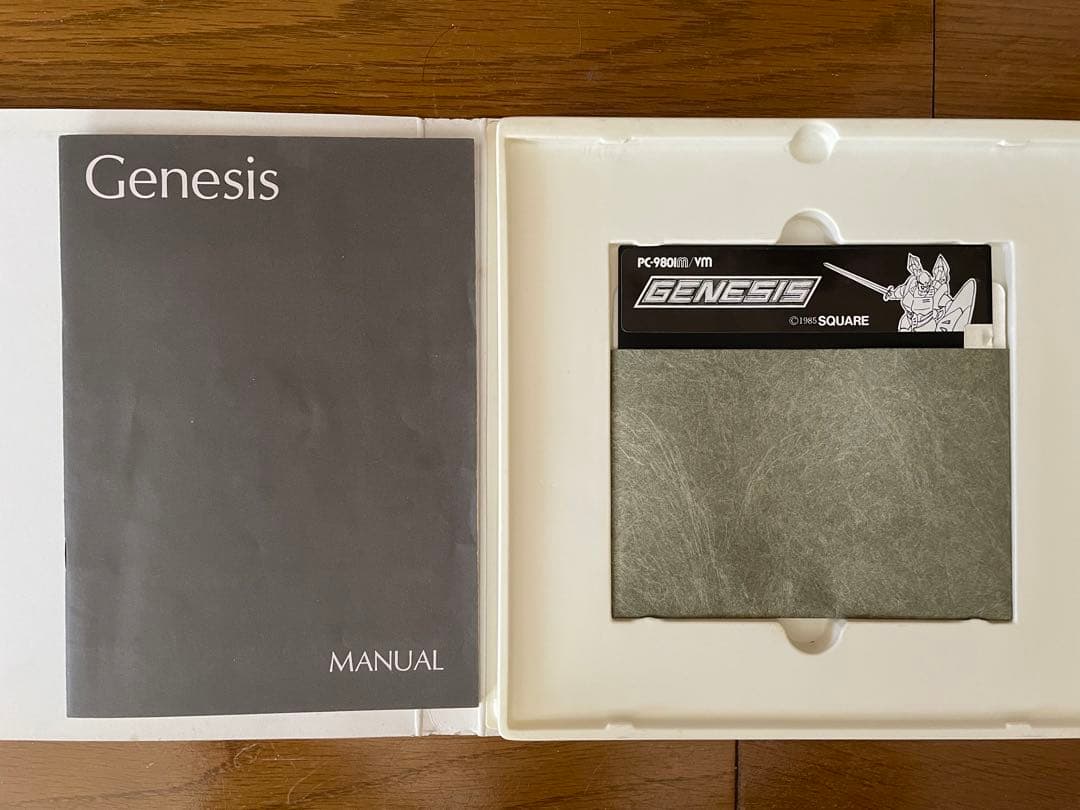 Genesis
MANUAL
PC-9801m/VM
GENESIS
©1985 SQUARE